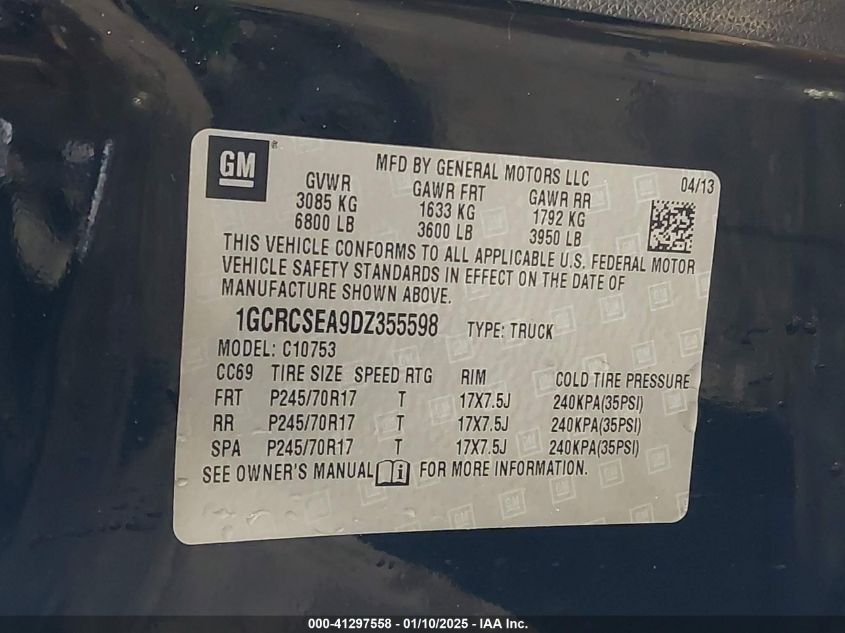 GM
MFD BY GENERAL MOTORS LLC
04/13
GVWR GAWR FRT GAWR RR
3085 KG 1633 KG 1792 KG
6800 LB 3600 LB 3950 LB
THIS VEHICLE CONFORMS TO ALL APPLICABLE U.S. FEDERAL MOTOR
VEHICLE SAFETY STANDARDS IN EFFECT ON THE DATE OF
MANUFACTURE SHOWN ABOVE.
1GCRCSEA9DZ355598 TYPE: TRUCK
MODEL: C10753
CC69 TIRE SIZE SPEED RTG RIM COLD TIRE PRESSURE
FRT P245/70R17 T 17X7.5J 240KPA(35PSI)
RR P245/70R17 T 17X7.5J 240KPA(35PSI)
SPA P245/70R17 T 17X7.5J 240KPA(35PSI)
SEE OWNER'S MANUAL FOR MORE INFORMATION.
000-41297558 - 01/10/2025 - IAA Inc.